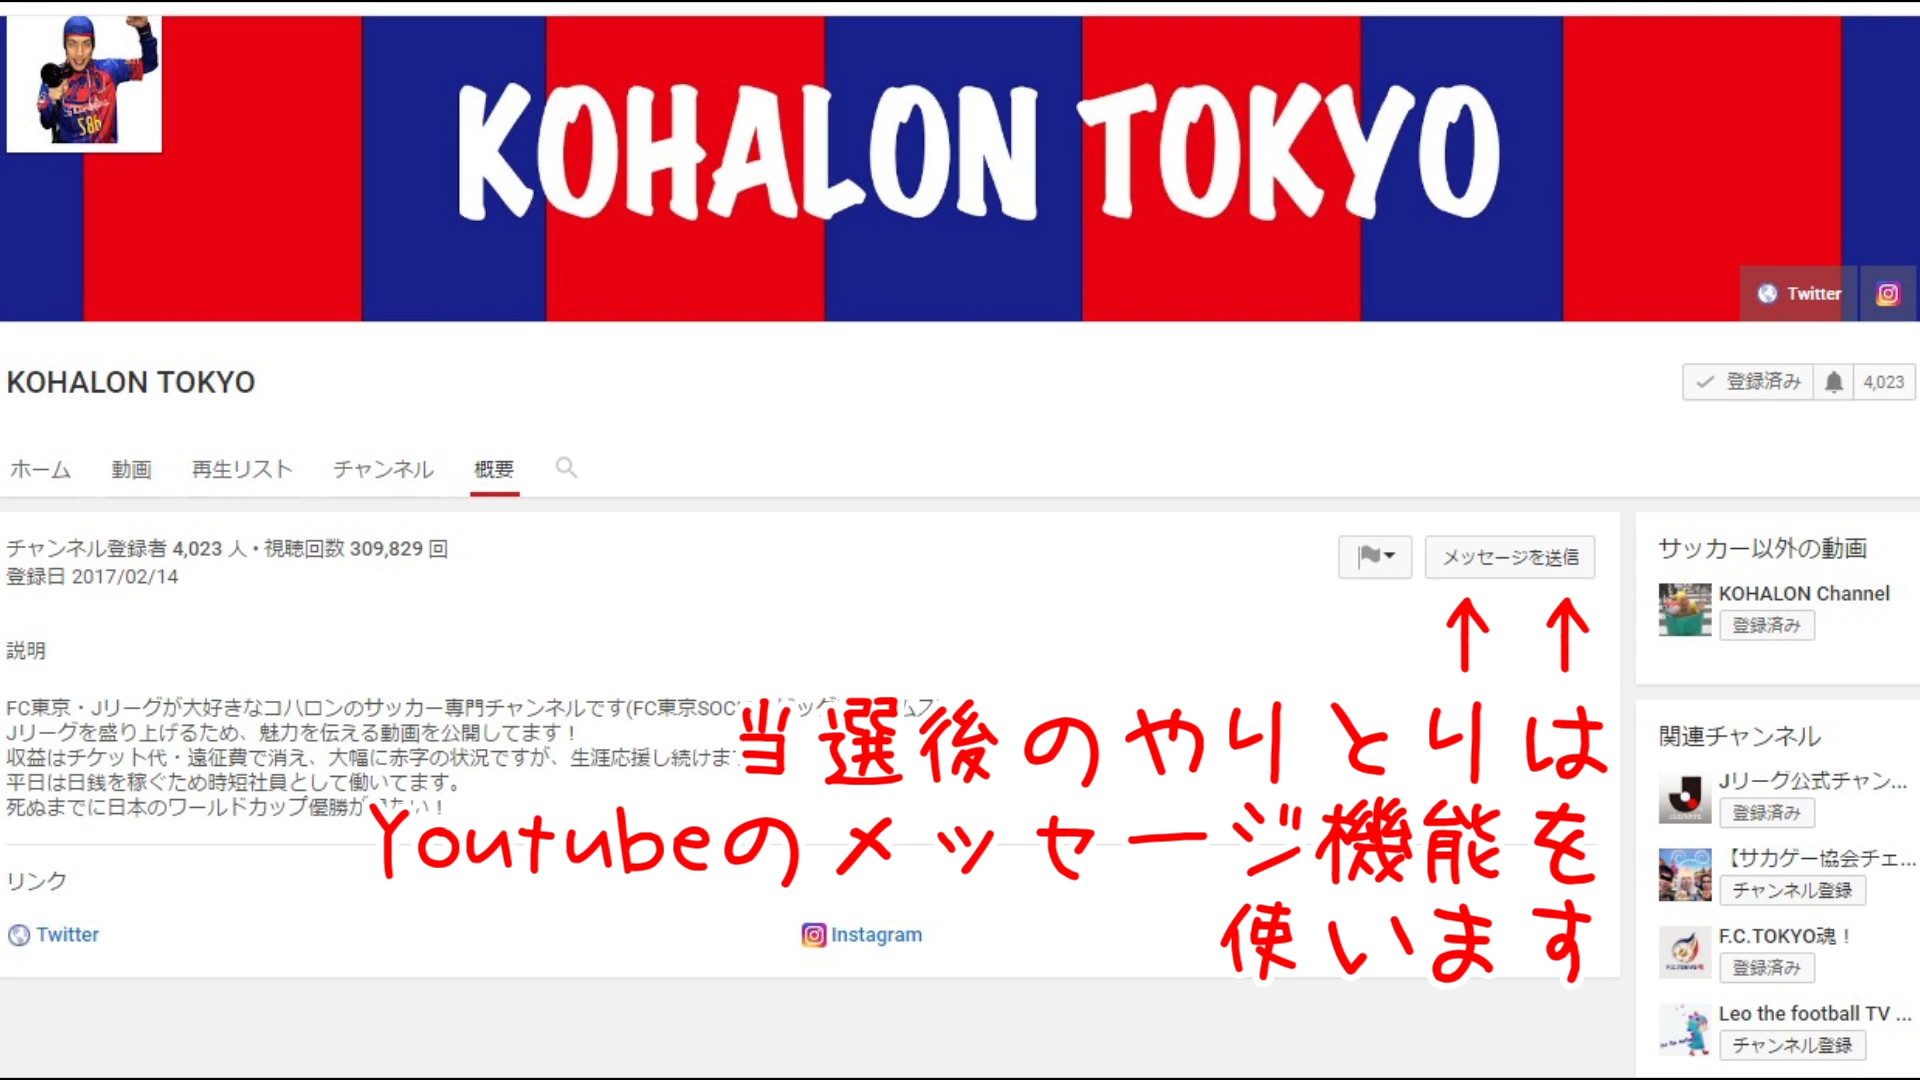 KOHALON TOKYO
586
Twitter
KOHALON TOKYO
登録済み 4,023
ホーム 動画 再生リスト チャンネル 概要
チャンネル登録者 4,023 人・視聴回数 309,829 回
登録日 2017/02/14
メッセージを送信
↑ ↑
説明
FC東京・Jリーグが大好きなコハロンのサッカー専門チャンネルです(FC東京SOC
Jリーグを盛り上げるため、魅力を伝える動画を公開してます！
収益はチケット代・遠征費で消え、大幅に赤字の状況ですが、生涯応援し続けま
平日は日銭を稼ぐため時短社員として働いてます。
死ぬまでに日本のワールドカップ優勝が
当選後のやりとりは
Youtubeのメッセージ機能を
使います
リンク
Twitter Instagram
サッカー以外の動画
KOHALON Channel
登録済み
関連チャンネル
Jリーグ公式チャン...
登録済み
【サカゲー協会チェ...
チャンネル登録
F.C.TOKYO魂！
登録済み
Leo the football TV ...
チャンネル登録